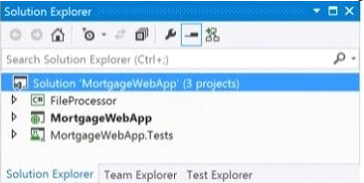 Solution Explorer
Search Solution Explorer (Ctrl+;)
Solution 'MortgageWebApp' (3 projects)
C# FileProcessor
MortgageWebApp
MortgageWebApp.Tests
Solution Explorer Team Explorer Test Explorer